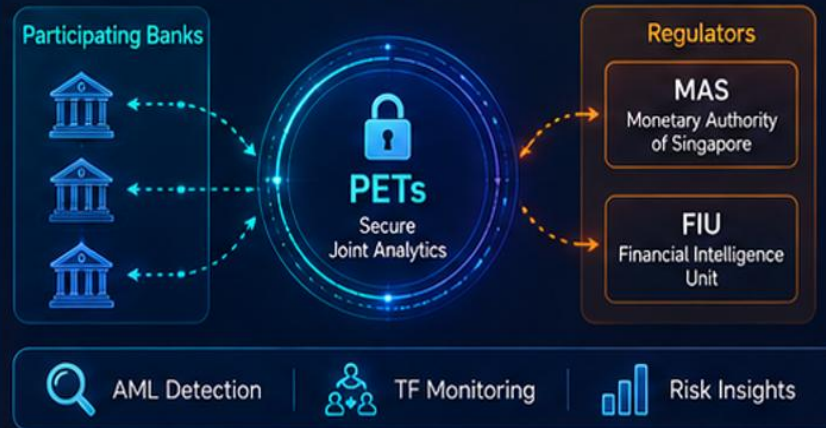 Participating Banks
PETs
Secure
Joint Analytics
Regulators
MAS
Monetary Authority
of Singapore
FIU
Financial Intelligence
Unit
AML Detection
TF Monitoring
Risk Insights